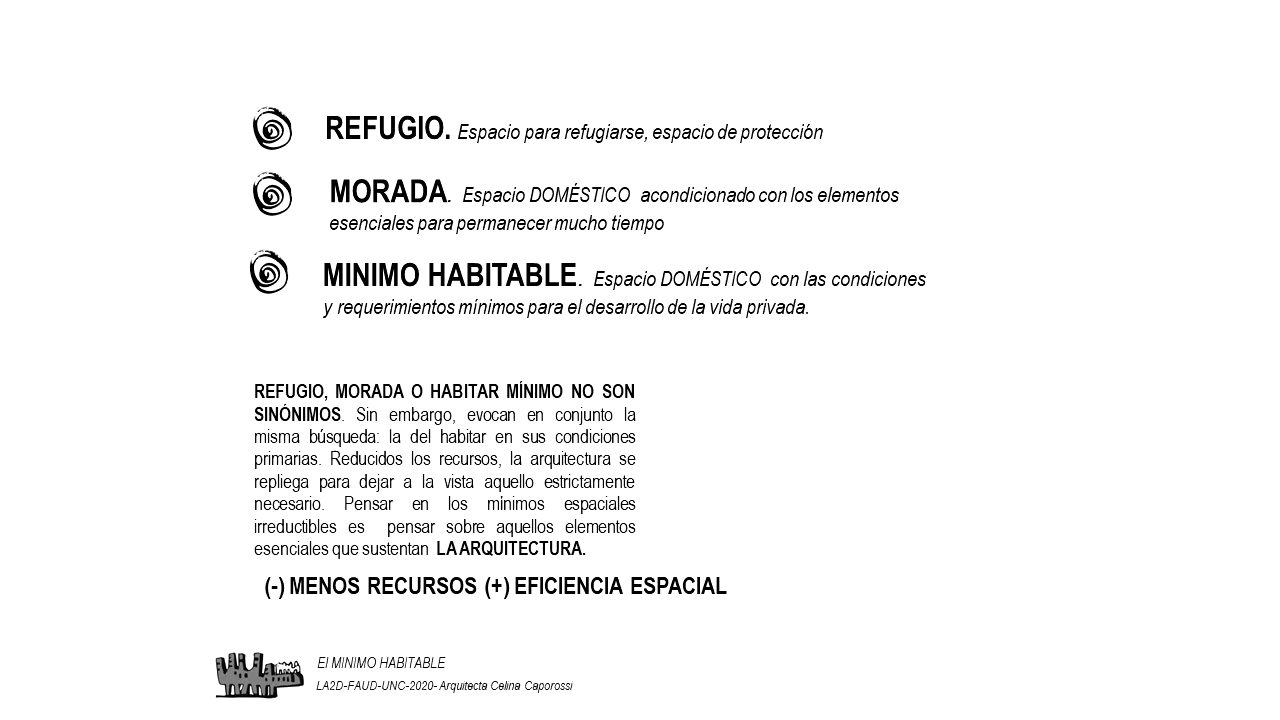 REFUGIO. Espacio para refugiarse, espacio de protección
MORADA. Espacio DOMÉSTICO acondicionado con los elementos
esenciales para permanecer mucho tiempo
MINIMO HABITABLE. Espacio DOMÉSTICO con las condiciones
y requerimientos mínimos para el desarrollo de la vida privada.
REFUGIO, MORADA O HABITAR MÍNIMO NO SON
SINÓNIMOS. Sin embargo, evocan en conjunto la
misma búsqueda: la del habitar en sus condiciones
primarias. Reducidos los recursos, la arquitectura se
repliega para dejar a la vista aquello estrictamente
necesario. Pensar en los mínimos espaciales
irreductibles es pensar sobre aquellos elementos
esenciales que sustentan LA ARQUITECTURA.
(-) MENOS RECURSOS (+) EFICIENCIA ESPACIAL
El MINIMO HABITABLE
LA2D-FAUD-UNC-2020- Arquitecta Celina Caporossi